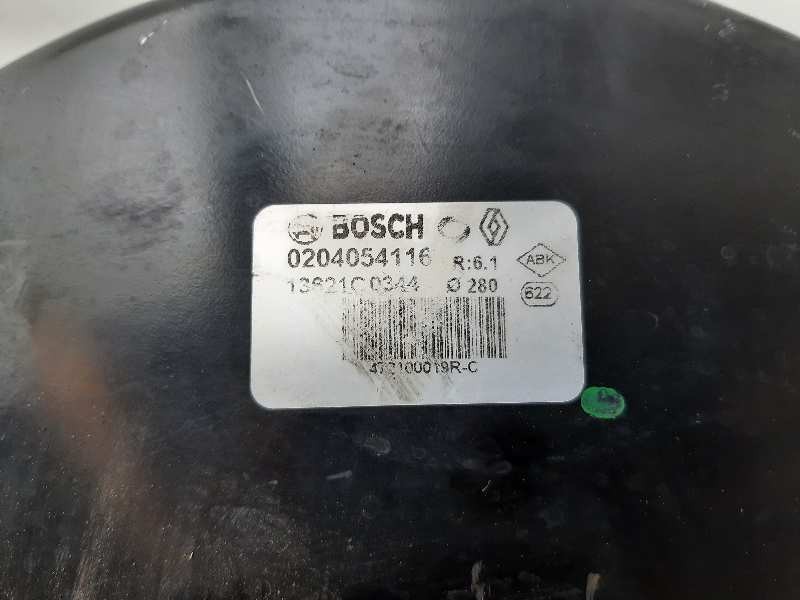 BOSCH
0204054116 R:6.1 ABK
13621C0344 Ø 280 622
472100019R-C